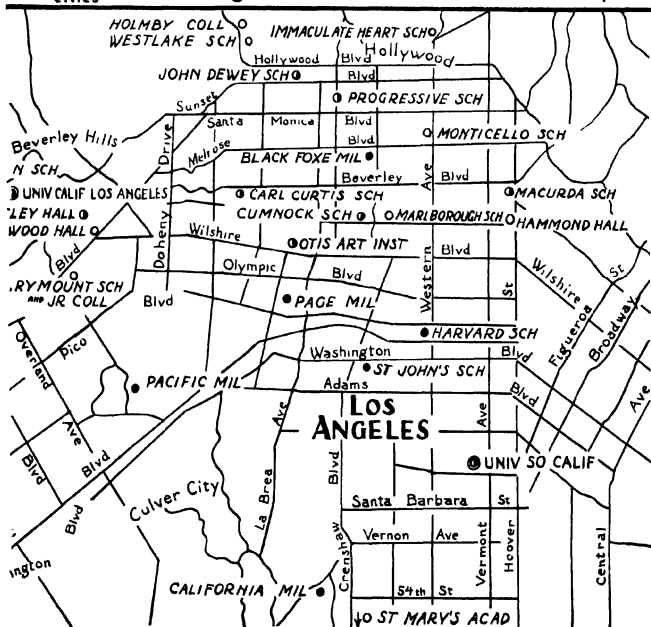 HOLMBY COLL
WESTLAKE SCH
IMMACULATE HEART SCH
Hollywood
Hollywood Blvd
JOHN DEWEY SCH
Blvd
Sunset
PROGRESSIVE SCH
Santa Monica Blvd
Beverley Hills
Drive
Melrose
Blvd
MONTICELLO SCH
BLACK FOXE MIL
N SCH
Beverley Blvd
Ave
UNIV CALIF LOS ANGELES
CARL CURTIS SCH
MACURDA SCH
LEY HALL
CUMNOCK SCH
MARLBOROUGH SCH
HAMMOND HALL
WOOD HALL
Doheny
Wilshire
OTIS ART INST
Blvd
Blvd
Olympic Blvd
Western
Wilshire
St
St
RYMOUNT SCH
AND JR COLL
Blvd
PAGE MIL
Figueroa
Broadway
HARVARD SCH
Pico
Overland
Washington Blvd
ST JOHN'S SCH
PACIFIC MIL
Adams
Blvd
Ave
LOS
ANGELES
Ave
Ave
Ave
Blvd
Blvd
Blvd
Blvd
UNIV SO CALIF
Culver City
La Brea
Santa Barbara St
Vernon Ave
Vermont
Hoover
Central
Crenshaw
ington
CALIFORNIA MIL
54th St
ST MARY'S ACAD